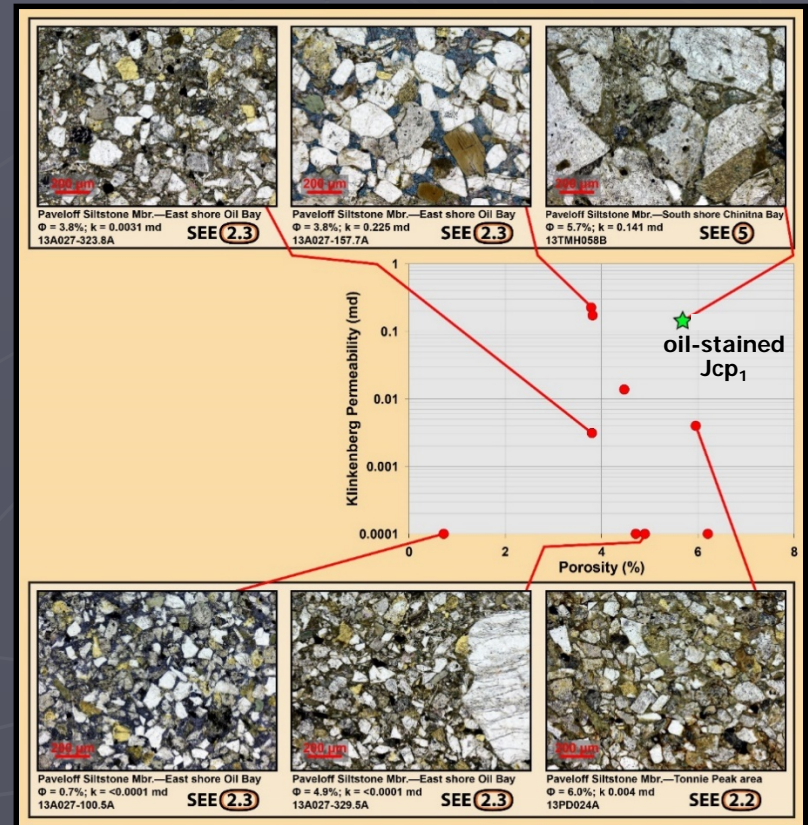 200 µm
200 µm
200 µm
Paveloff Siltstone Mbr.—East shore Oil Bay
Φ = 3.8%; k = 0.0031 md
13A027-323.8A
SEE 2.3
Paveloff Siltstone Mbr.—East shore Oil Bay
Φ = 3.8%; k = 0.225 md
13A027-157.7A
SEE 2.3
Paveloff Siltstone Mbr.—South shore Chinitna Bay
Φ = 5.7%; k = 0.141 md
13TMH058B
SEE 5
Klinkenberg Permeability (md)
1
0.1
0.01
0.001
0.0001
oil-stained
Jcp₁
0 2 4 6 8
Porosity (%)
200 µm
200 µm
200 µm
Paveloff Siltstone Mbr.—East shore Oil Bay
Φ = 0.7%; k = <0.0001 md
13A027-100.5A
SEE 2.3
Paveloff Siltstone Mbr.—East shore Oil Bay
Φ = 4.9%; k = <0.0001 md
13A027-329.5A
SEE 2.3
Paveloff Siltstone Mbr.—Tonnie Peak area
Φ = 6.0%; k 0.004 md
13PD024A
SEE 2.2